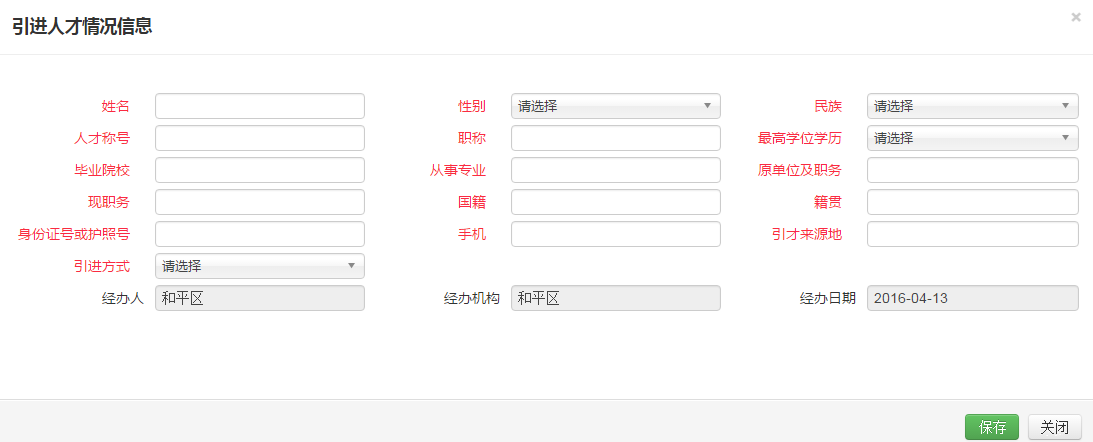 引进人才情况信息 ×
姓名 性别 请选择 民族 请选择
人才称号 职称 最高学位学历 请选择
毕业院校 从事专业 原单位及职务
现职务 国籍 籍贯
身份证号或护照号 手机 引才来源地
引进方式 请选择
经办人 和平区 经办机构 和平区 经办日期 2016-04-13
保存 关闭